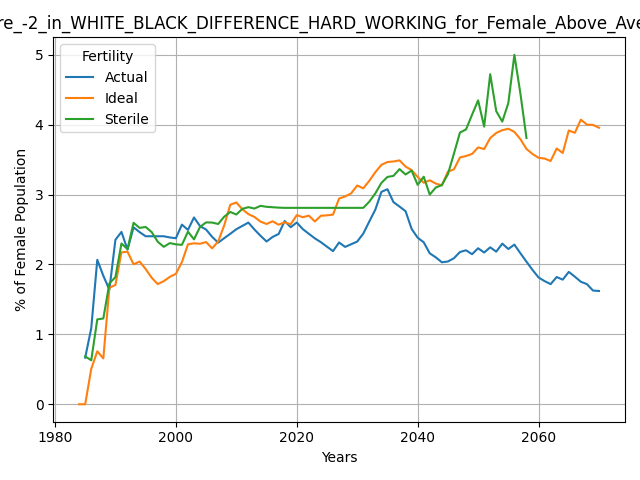 re_-2_in_WHITE_BLACK_DIFFERENCE_HARD_WORKING_for_Female_Above_Ave
Fertility
Actual
Ideal
Sterile
5
4
3
2
1
0
% of Female Population
1980
2000
2020
2040
2060
Years